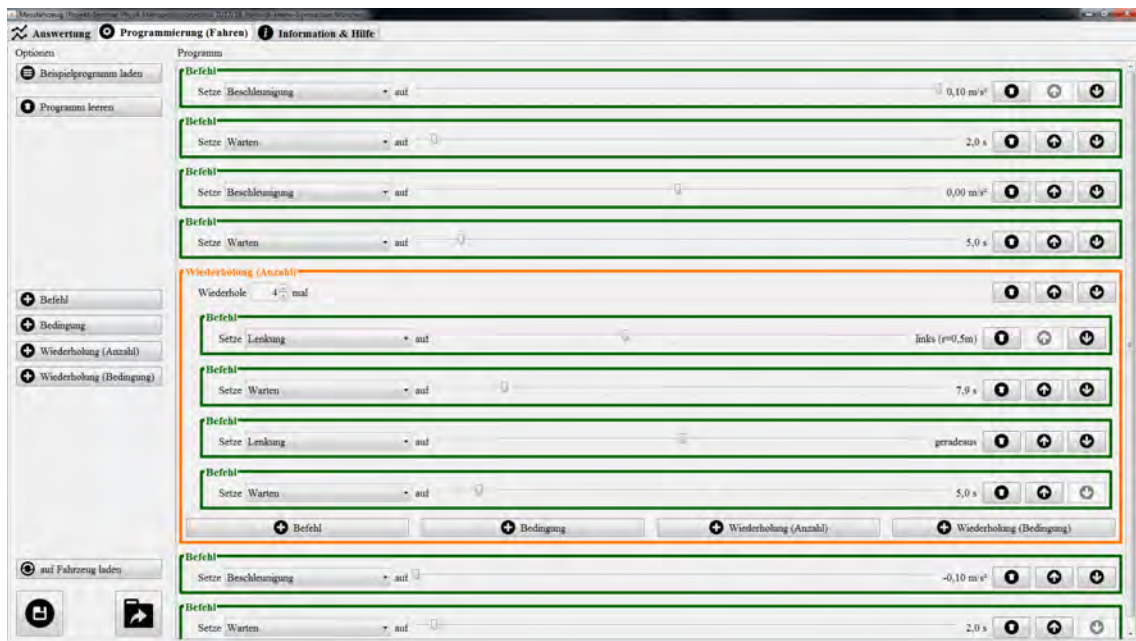 Auswertung Programmierung (Fahren) Information & Hilfe
Optionen
Programm
Beispielprogramm laden
Programm leeren
Befehl
Bedingung
Wiederholung (Anzahl)
Wiederholung (Bedingung)
auf Fahrzeug laden
Befehl
Setze Beschleunigung auf 0,10 m/s²
Befehl
Setze Warten auf 2,0 s
Befehl
Setze Beschleunigung auf 0,00 m/s²
Befehl
Setze Warten auf 5,0 s
Wiederholung (Anzahl)
Wiederhole 4 mal
Befehl
Setze Lenkung auf links (r=0,5m)
Befehl
Setze Warten auf 7,9 s
Befehl
Setze Lenkung auf geradeaus
Befehl
Setze Warten auf 5,0 s
Befehl Bedingung Wiederholung (Anzahl) Wiederholung (Bedingung)
Befehl
Setze Beschleunigung auf -0,10 m/s²
Befehl
Setze Warten auf 2,0 s